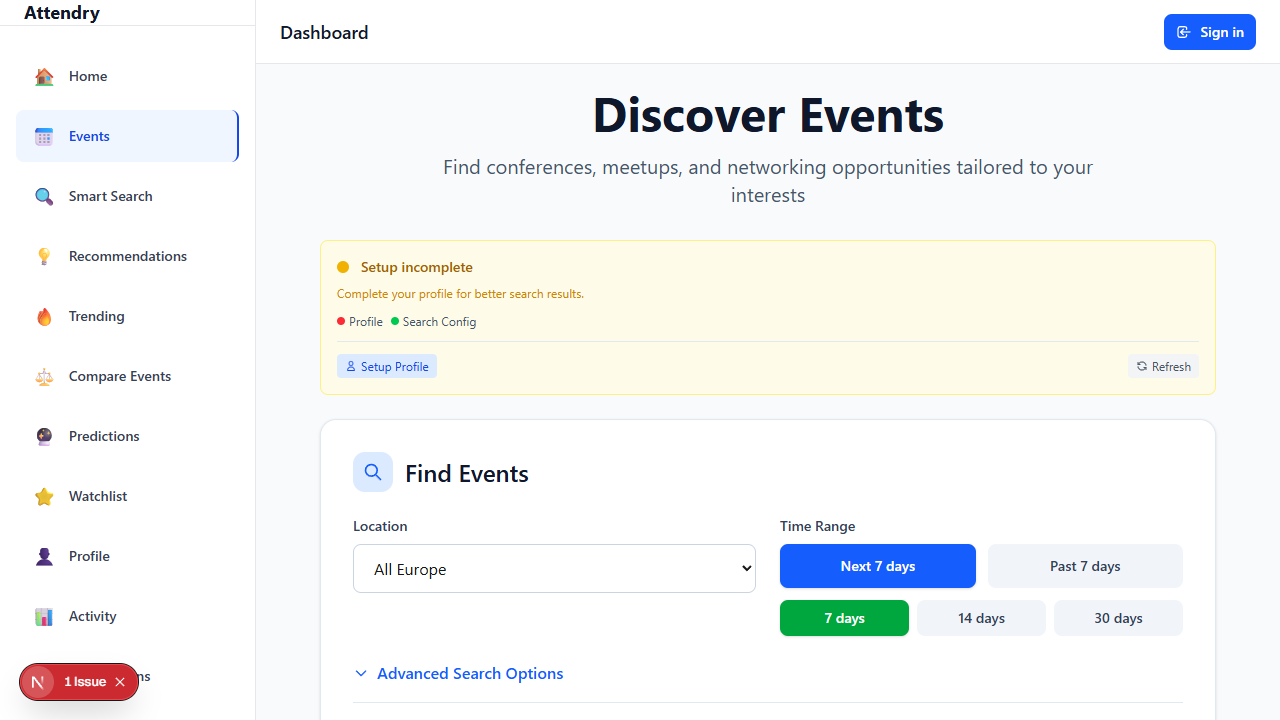 Attendry
Dashboard
Sign in
Home
Events
Smart Search
Recommendations
Trending
Compare Events
Predictions
Watchlist
Profile
Activity
ns
N
1 Issue
Discover Events
Find conferences, meetups, and networking opportunities tailored to your
interests
Setup incomplete
Complete your profile for better search results.
Profile
Search Config
Setup Profile
Refresh
Find Events
Location
All Europe
Time Range
Next 7 days
Past 7 days
7 days
14 days
30 days
Advanced Search Options